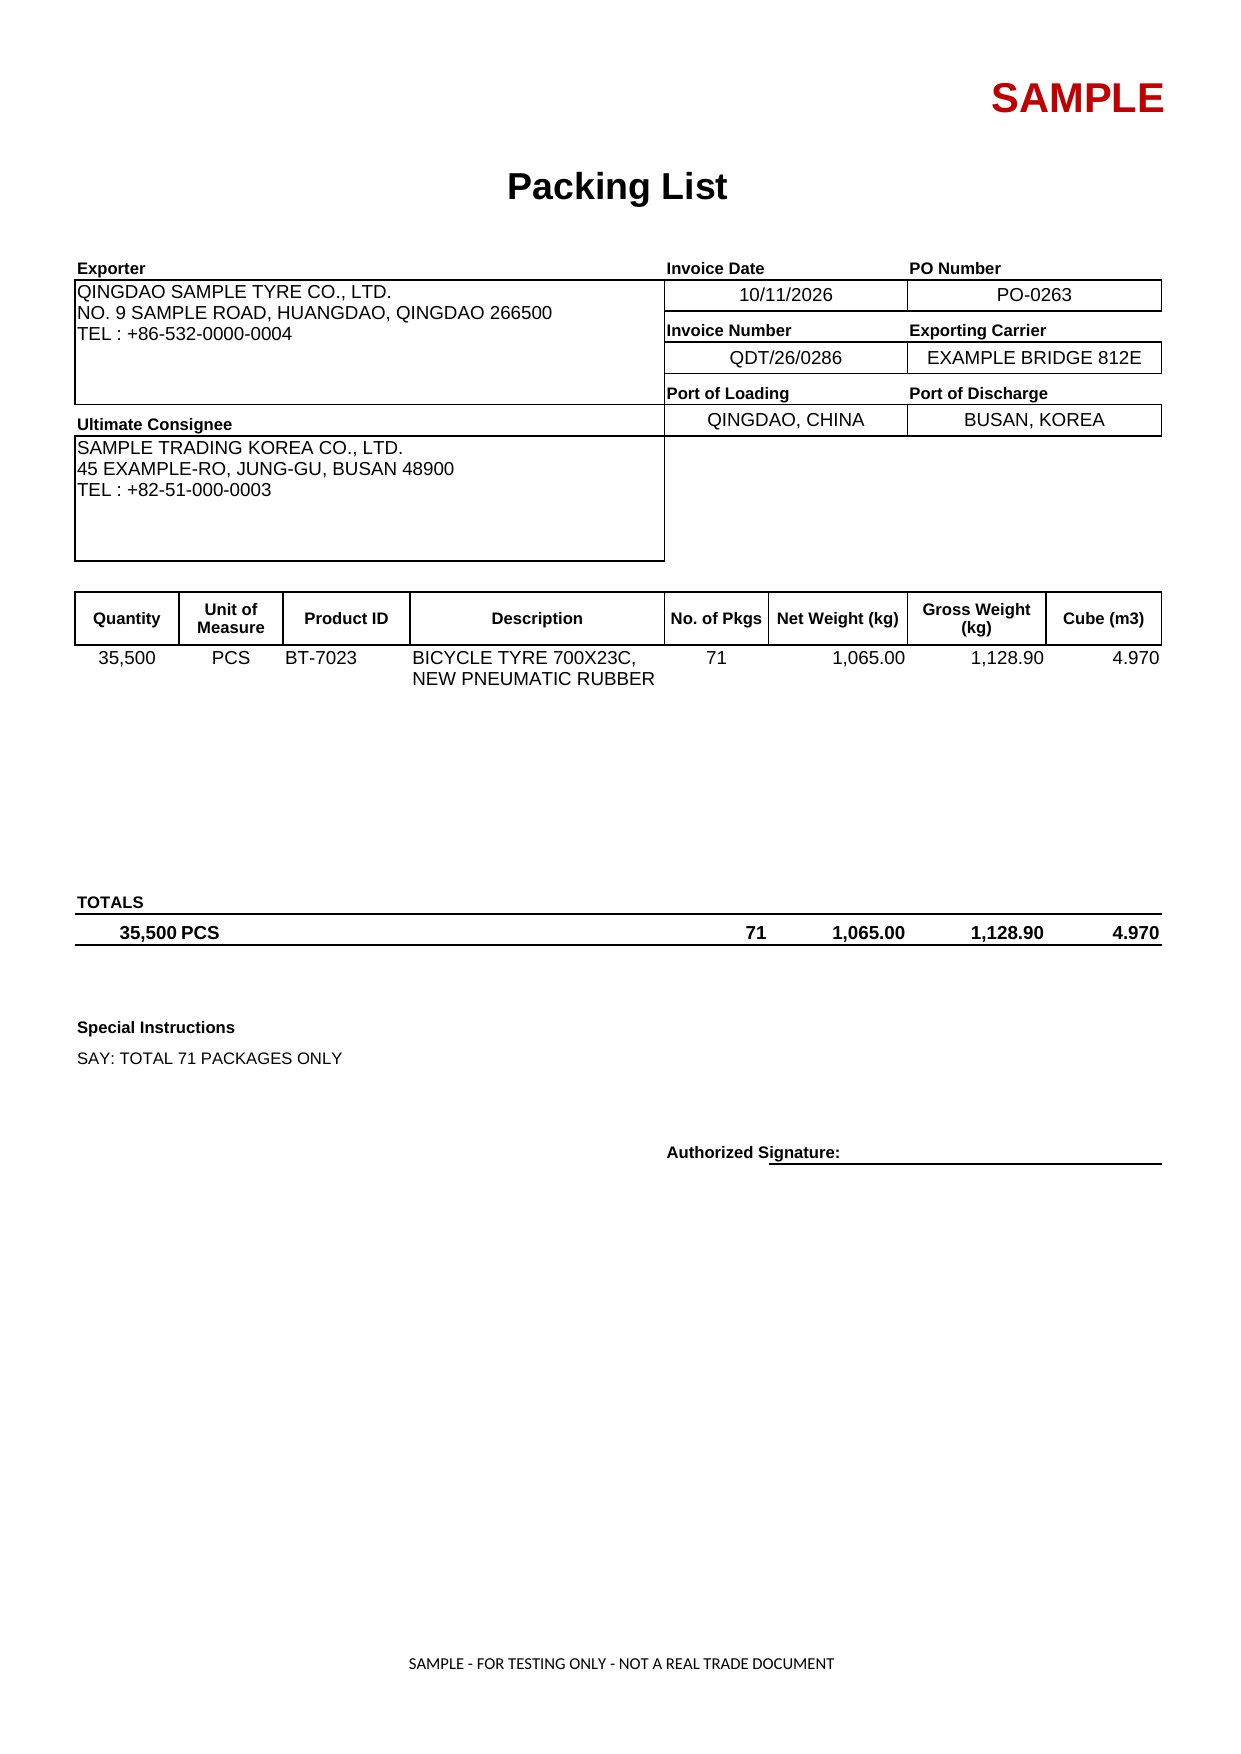 SAMPLE
Packing List
Exporter
QINGDAO SAMPLE TYRE CO., LTD.
NO. 9 SAMPLE ROAD, HUANGDAO, QINGDAO 266500
TEL : +86-532-0000-0004
Invoice Date PO Number
10/11/2026 PO-0263
Invoice Number Exporting Carrier
QDT/26/0286 EXAMPLE BRIDGE 812E
Port of Loading Port of Discharge
QINGDAO, CHINA BUSAN, KOREA
Ultimate Consignee
SAMPLE TRADING KOREA CO., LTD.
45 EXAMPLE-RO, JUNG-GU, BUSAN 48900
TEL : +82-51-000-0003
Quantity Unit of Measure Product ID Description No. of Pkgs Net Weight (kg) Gross Weight (kg) Cube (m3)
35,500 PCS BT-7023 BICYCLE TYRE 700X23C, 71 1,065.00 1,128.90 4.970
NEW PNEUMATIC RUBBER
TOTALS
35,500 PCS 71 1,065.00 1,128.90 4.970
Special Instructions
SAY: TOTAL 71 PACKAGES ONLY
Authorized Signature:
SAMPLE - FOR TESTING ONLY - NOT A REAL TRADE DOCUMENT